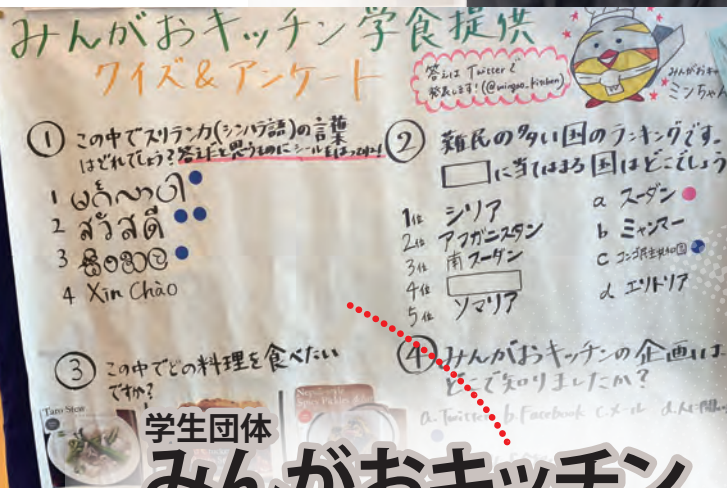 みんがおキッチン学食提供
クイズ&アンケート
答えは Twitterで
発表します!(@mingao_kitchen)
みんがおキッ
ミンちゃん
① この中でスリランカ(シンハラ語)の言葉
はどれでしょう?答えだと思うものにシールをはってね!
1 မင်္ဂလာပါ
2 สวัสดี
3
4 Xin Chào
② 難民の多い国のランキングです。
に当てはまる国はどこでしょう
1位 シリア
2位 アフガニスタン
3位 南スーダン
4位
5位 ソマリア
a スーダン
b ミャンマー
c コンゴ民主共和国
d エリトリア
③ この中でどの料理を食べたい
ですか?
Taro Stew
④ みんがおキッチンの企画は
どこで知りましたか?
a. Twitter b. Facebook c. メール d.
学生団体
みんがおキッチン